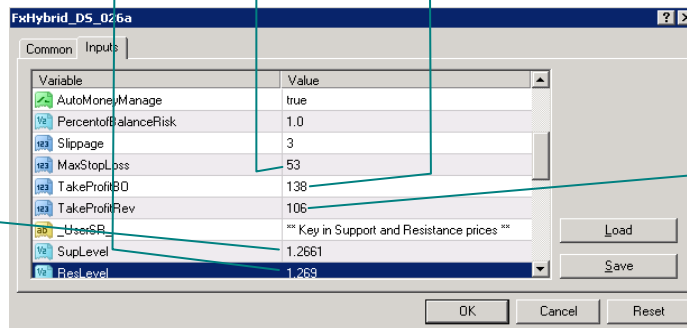 FxHybrid_DS_026a
Common Inputs
Variable Value
AutoMoneyManage true
PercentofBalanceRisk 1.0
Slippage 3
MaxStopLoss 53
TakeProfitBO 138
TakeProfitRev 106
_UserSR_ ** Key in Support and Resistance prices **
SupLevel 1.2661
ResLevel 1.269
Load
Save
OK Cancel Reset